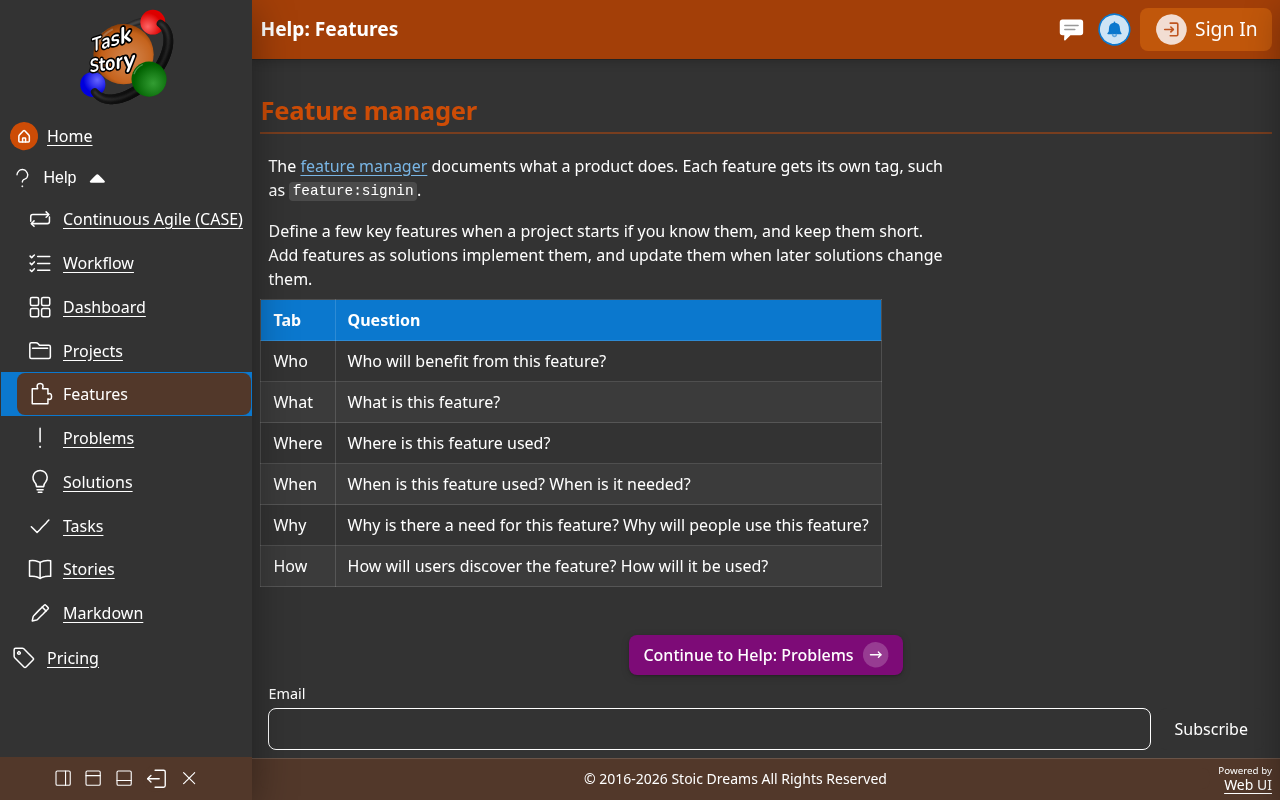 Task
Story
Home
Help
Continuous Agile (CASE)
Workflow
Dashboard
Projects
Features
Problems
Solutions
Tasks
Stories
Markdown
Pricing
Help: Features
Sign In
Feature manager
The feature manager documents what a product does. Each feature gets its own tag, such
as feature:signin.
Define a few key features when a project starts if you know them, and keep them short.
Add features as solutions implement them, and update them when later solutions change
them.
Tab Question
Who Who will benefit from this feature?
What What is this feature?
Where Where is this feature used?
When When is this feature used? When is it needed?
Why Why is there a need for this feature? Why will people use this feature?
How How will users discover the feature? How will it be used?
Continue to Help: Problems
Email
Subscribe
© 2016-2026 Stoic Dreams All Rights Reserved
Powered by
Web UI